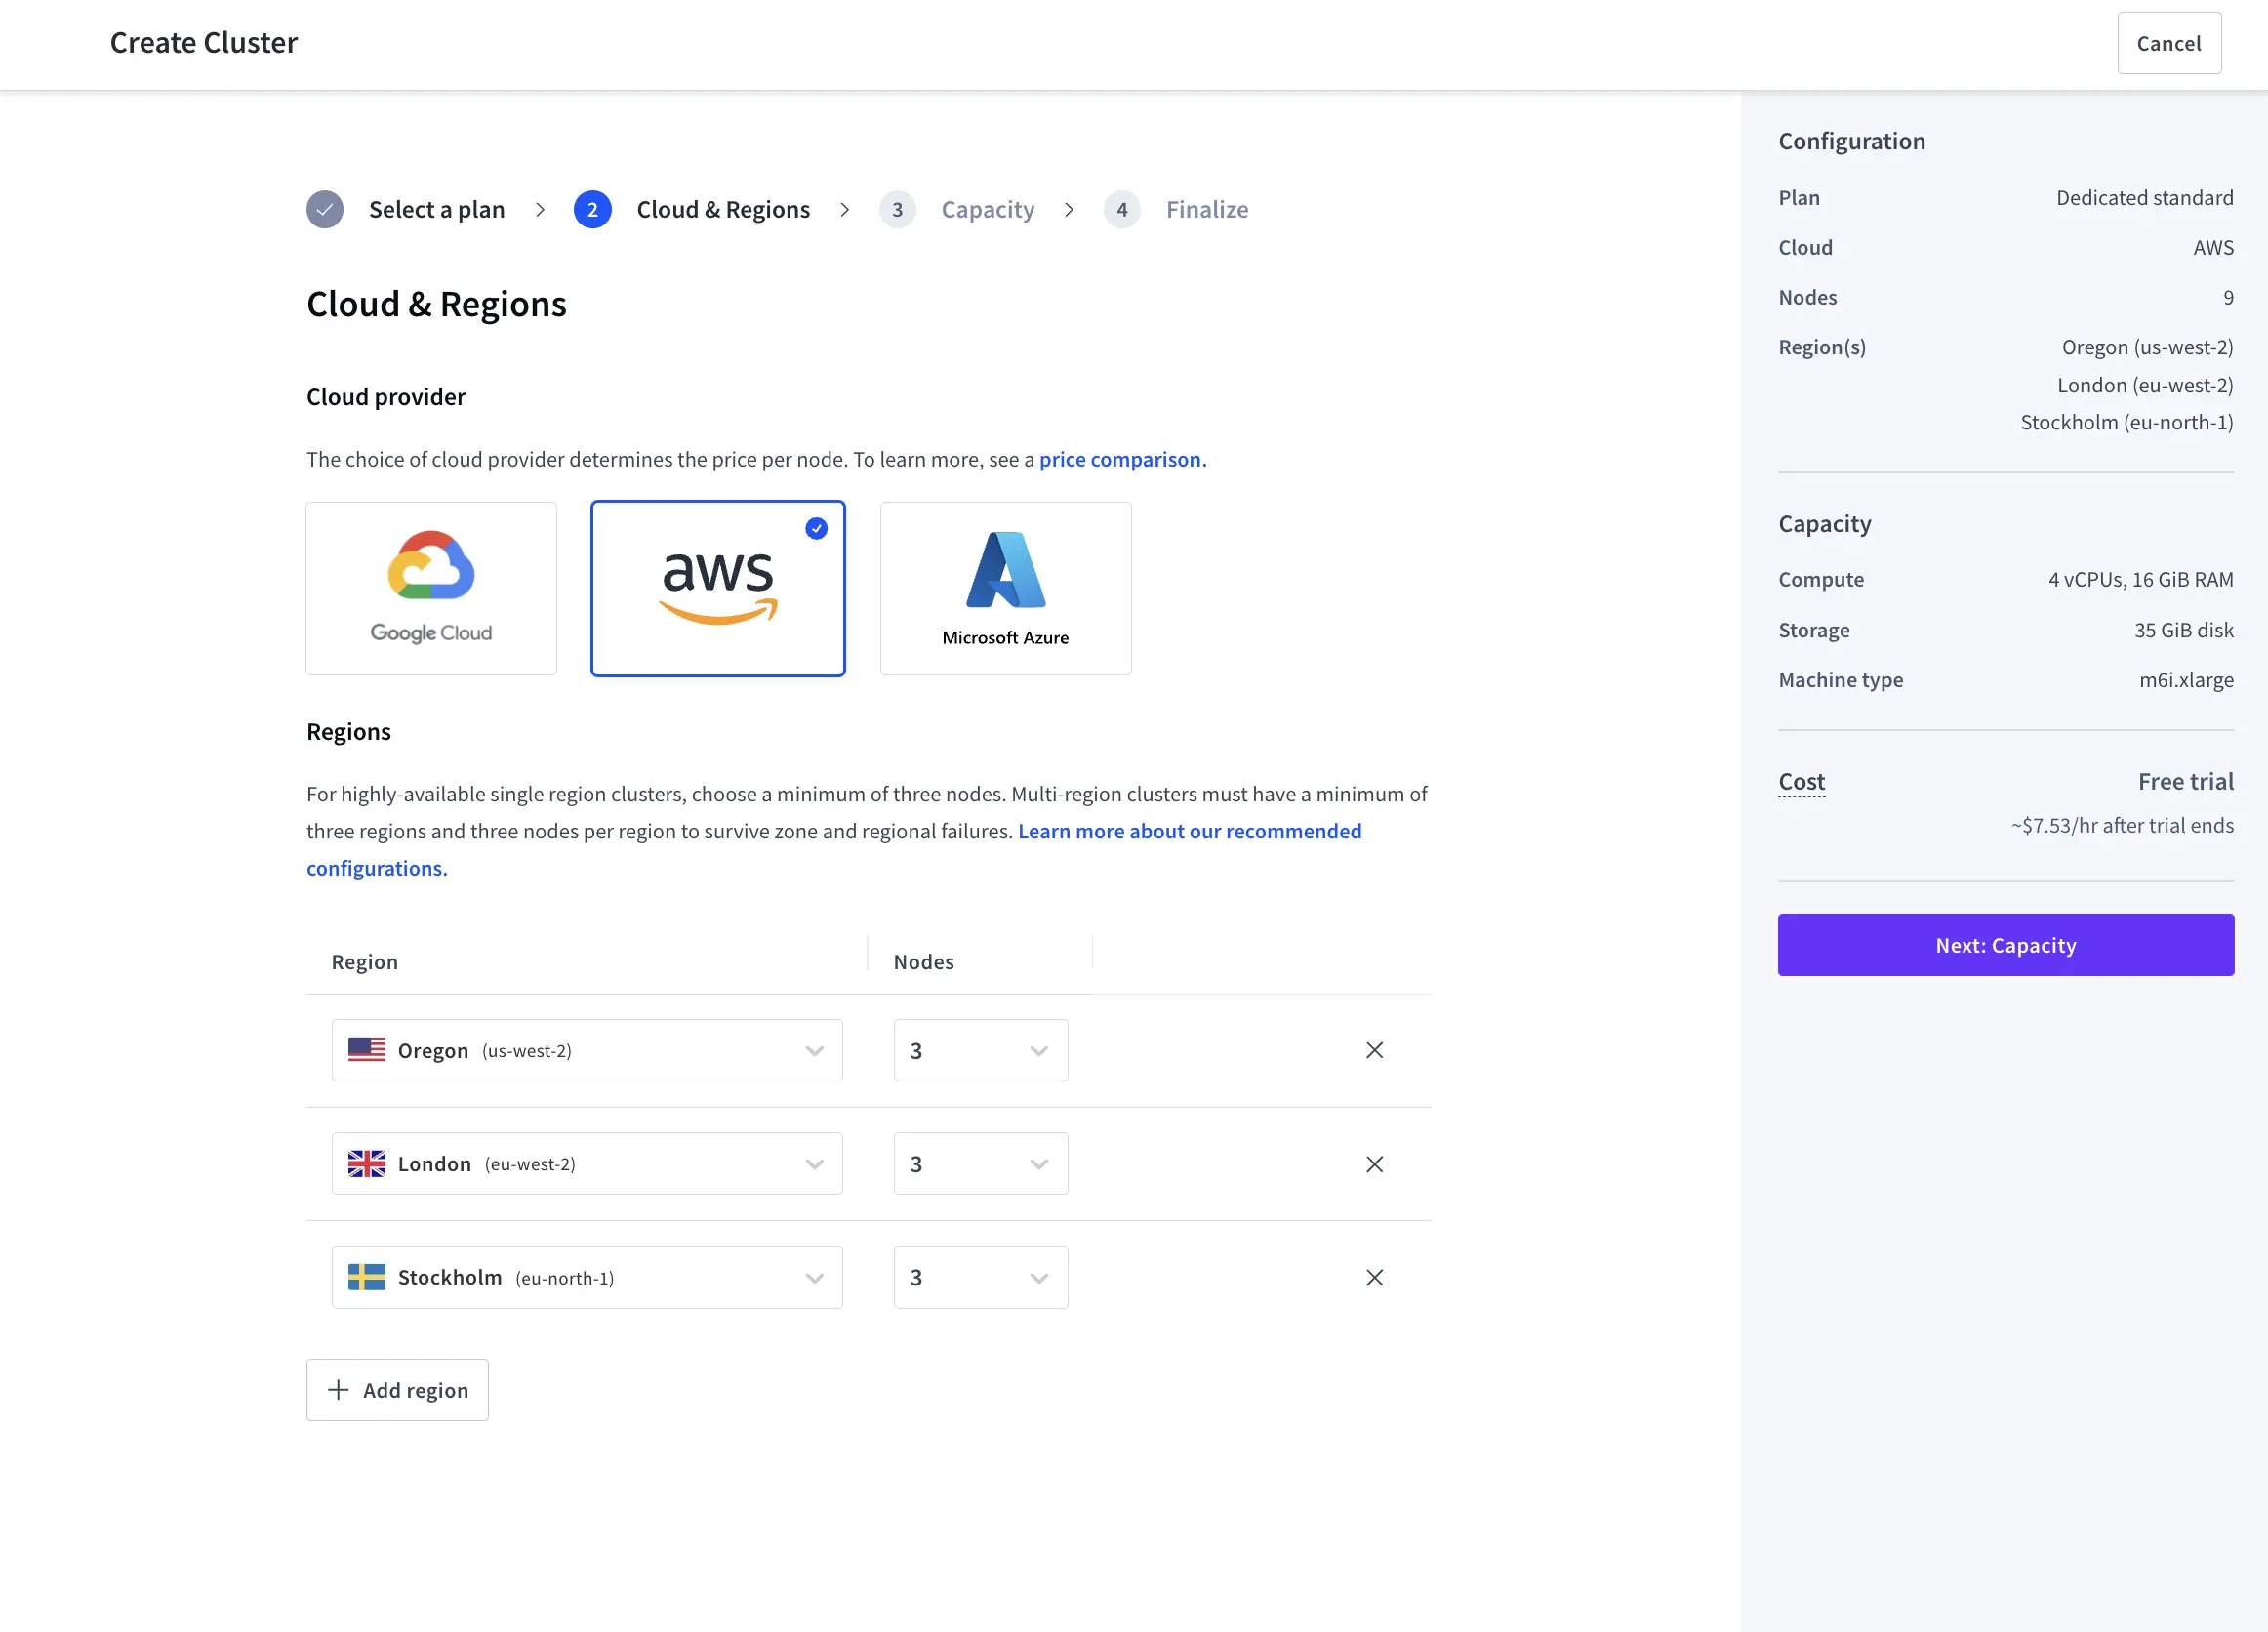 Create Cluster
Cancel
Select a plan
2
Cloud & Regions
3
Capacity
4
Finalize
Cloud & Regions
Cloud provider
The choice of cloud provider determines the price per node. To learn more, see a price comparison.
Google Cloud
aws
Microsoft Azure
Regions
For highly-available single region clusters, choose a minimum of three nodes. Multi-region clusters must have a minimum of
three regions and three nodes per region to survive zone and regional failures. Learn more about our recommended
configurations.
Region
Nodes
Oregon (us-west-2)
3
London (eu-west-2)
3
Stockholm (eu-north-1)
3
Add region
Configuration
Plan
Dedicated standard
Cloud
AWS
Nodes
9
Region(s)
Oregon (us-west-2)
London (eu-west-2)
Stockholm (eu-north-1)
Capacity
Compute
4 vCPUs, 16 GiB RAM
Storage
35 GiB disk
Machine type
m6i.xlarge
Cost
Free trial
~$7.53/hr after trial ends
Next: Capacity